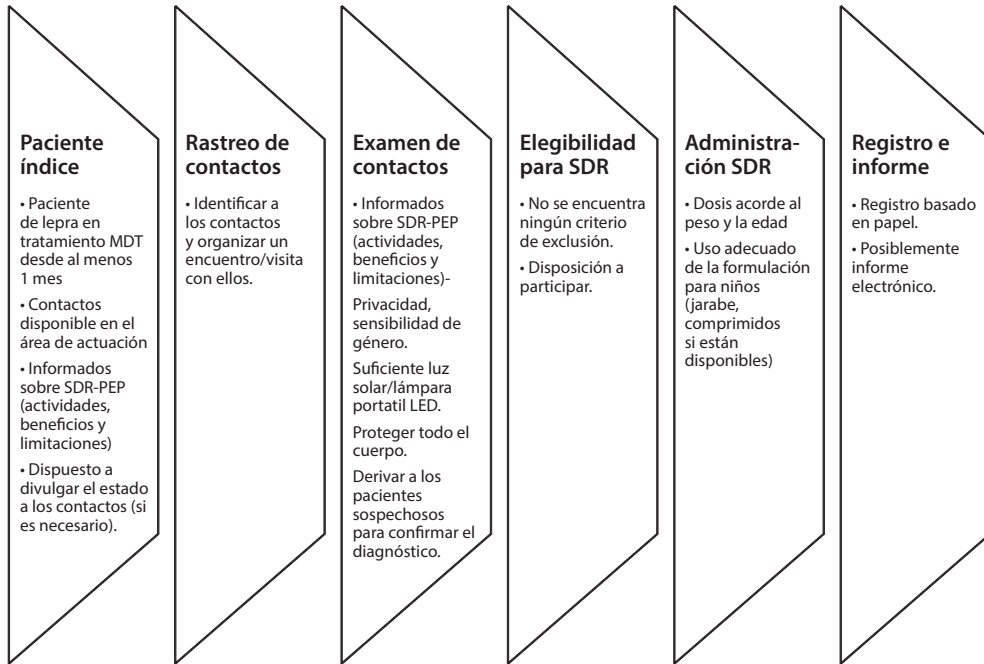 Paciente
índice
• Paciente
de lepra en
tratamiento MDT
desde al menos
1 mes
• Contactos
disponible en el
área de actuación
• Informados
sobre SDR-PEP
(actividades,
beneficios y
limitaciones)
• Dispuesto a
divulgar el estado
a los contactos (si
es necesario).
Rastreo de
contactos
• Identificar a
los contactos
y organizar un
encuentro/visita
con ellos.
Examen de
contactos
• Informados
sobre SDR-PEP
(actividades,
beneficios y
limitaciones)-
Privacidad,
sensibilidad de
género.
Suficiente luz
solar/lámpara
portatil LED.
Proteger todo el
cuerpo.
Derivar a los
pacientes
sospechosos
para confirmar el
diagnóstico.
Elegibilidad
para SDR
• No se encuentra
ningún criterio
de exclusión.
• Disposición a
participar.
Administra-
ción SDR
• Dosis acorde al
peso y la edad
• Uso adecuado
de la formulación
para niños
(jarabe,
comprimidos
si están
disponibles)
Registro e
informe
• Registro basado
en papel.
• Posiblemente
informe
electrónico.